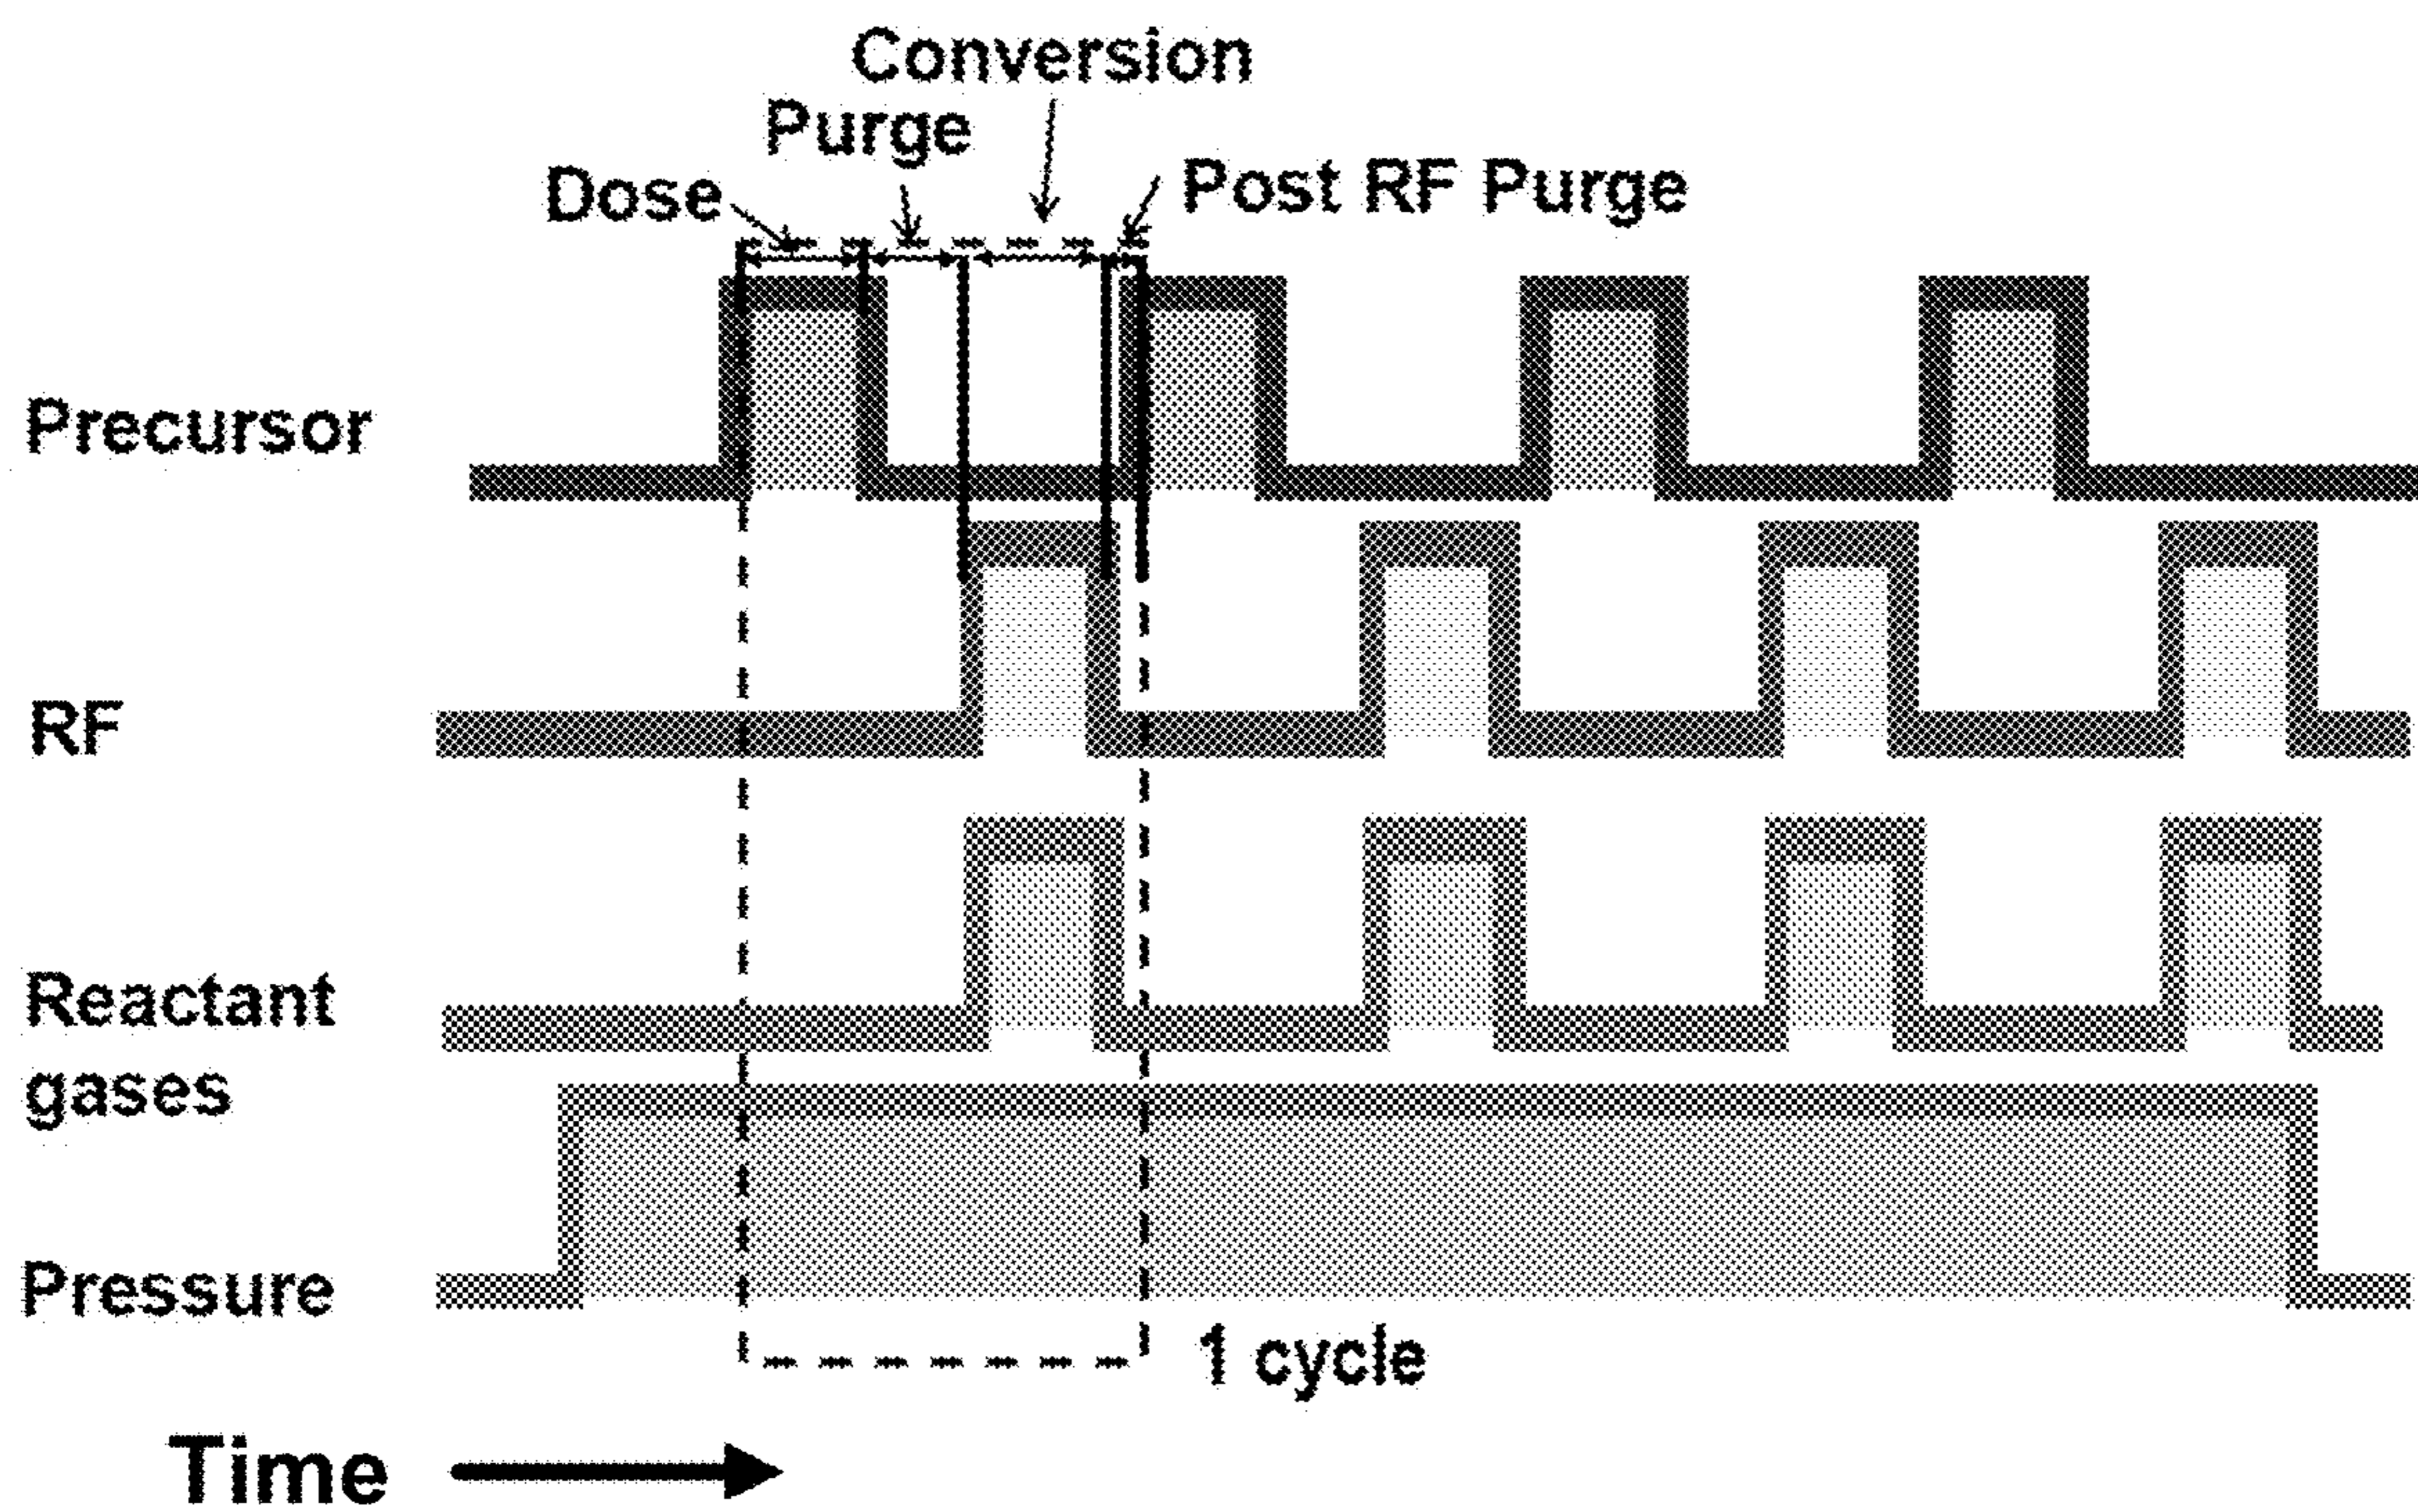 Conversion
Purge
Dose
Post RF Purge
Precursor
RF
Reactant
gases
Pressure
1 cycle
Time